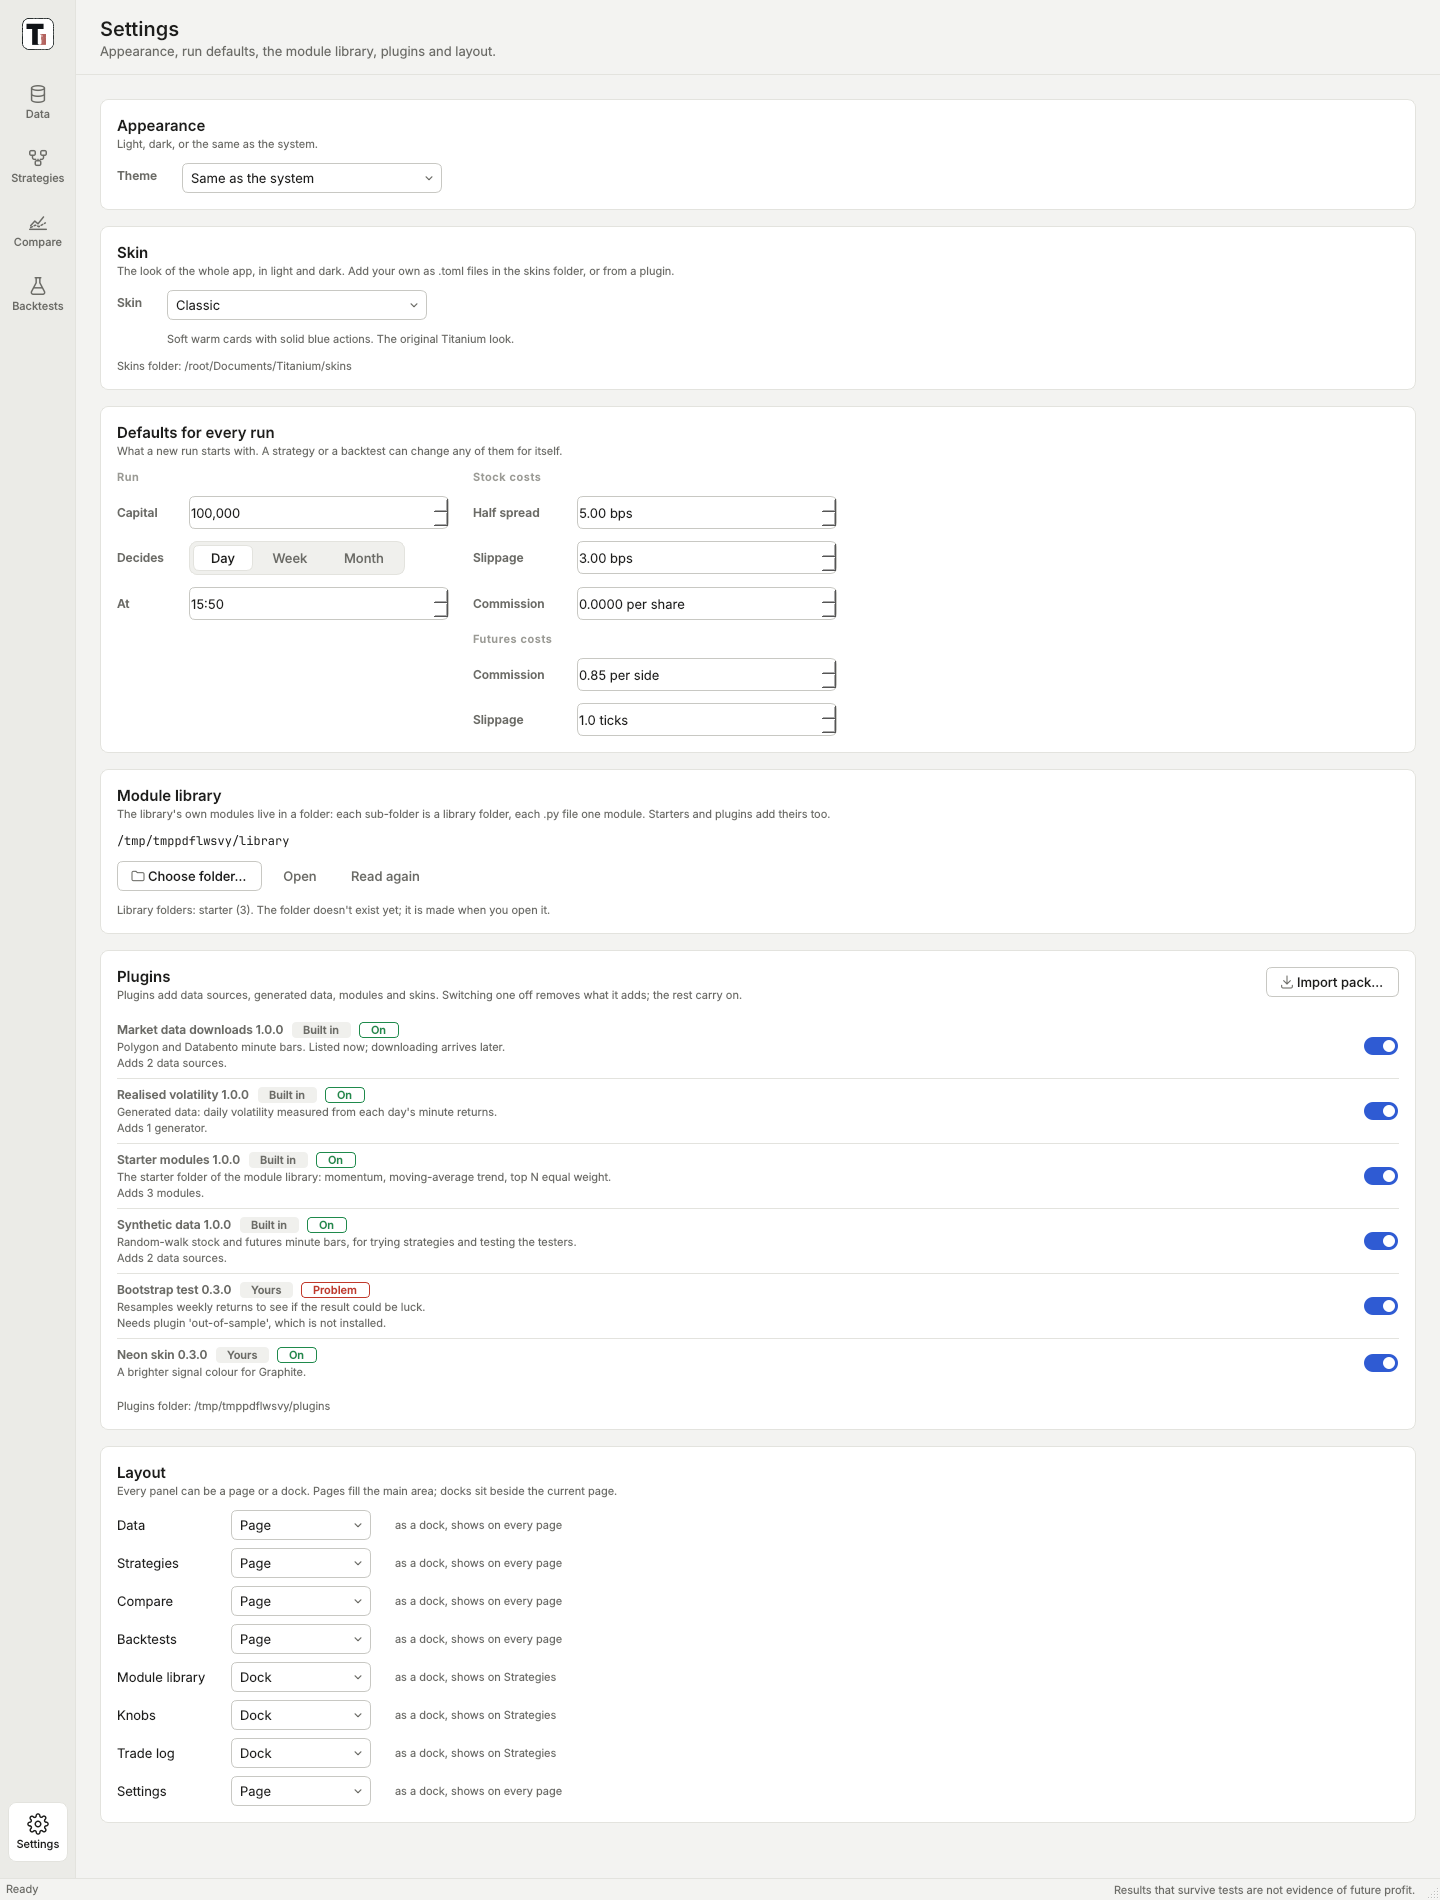 Ti
Settings
Appearance, run defaults, the module library, plugins and layout.
Data
Strategies
Compare
Backtests
Appearance
Light, dark, or the same as the system.
Theme
Same as the system
Skin
The look of the whole app, in light and dark. Add your own as .toml files in the skins folder, or from a plugin.
Skin
Classic
Soft warm cards with solid blue actions. The original Titanium look.
Skins folder: /root/Documents/Titanium/skins
Defaults for every run
What a new run starts with. A strategy or a backtest can change any of them for itself.
Run
Stock costs
Capital
100,000
Half spread
5.00 bps
Decides
Day Week Month
Slippage
3.00 bps
At
15:50
Commission
0.0000 per share
Futures costs
Commission
0.85 per side
Slippage
1.0 ticks
Module library
The library's own modules live in a folder: each sub-folder is a library folder, each .py file one module. Starters and plugins add theirs too.
/tmp/tmppdflwsvy/library
Choose folder... Open Read again
Library folders: starter (3). The folder doesn't exist yet; it is made when you open it.
Plugins
Plugins add data sources, generated data, modules and skins. Switching one off removes what it adds; the rest carry on.
Import pack...
Market data downloads 1.0.0 Built in On
Polygon and Databento minute bars. Listed now; downloading arrives later.
Adds 2 data sources.
Realised volatility 1.0.0 Built in On
Generated data: daily volatility measured from each day's minute returns.
Adds 1 generator.
Starter modules 1.0.0 Built in On
The starter folder of the module library: momentum, moving-average trend, top N equal weight.
Adds 3 modules.
Synthetic data 1.0.0 Built in On
Random-walk stock and futures minute bars, for trying strategies and testing the testers.
Adds 2 data sources.
Bootstrap test 0.3.0 Yours Problem
Resamples weekly returns to see if the result could be luck.
Needs plugin 'out-of-sample', which is not installed.
Neon skin 0.3.0 Yours On
A brighter signal colour for Graphite.
Plugins folder: /tmp/tmppdflwsvy/plugins
Layout
Every panel can be a page or a dock. Pages fill the main area; docks sit beside the current page.
Data Page as a dock, shows on every page
Strategies Page as a dock, shows on every page
Compare Page as a dock, shows on every page
Backtests Page as a dock, shows on every page
Module library Dock as a dock, shows on Strategies
Knobs Dock as a dock, shows on Strategies
Trade log Dock as a dock, shows on Strategies
Settings Page as a dock, shows on every page
Settings
Ready
Results that survive tests are not evidence of future profit.